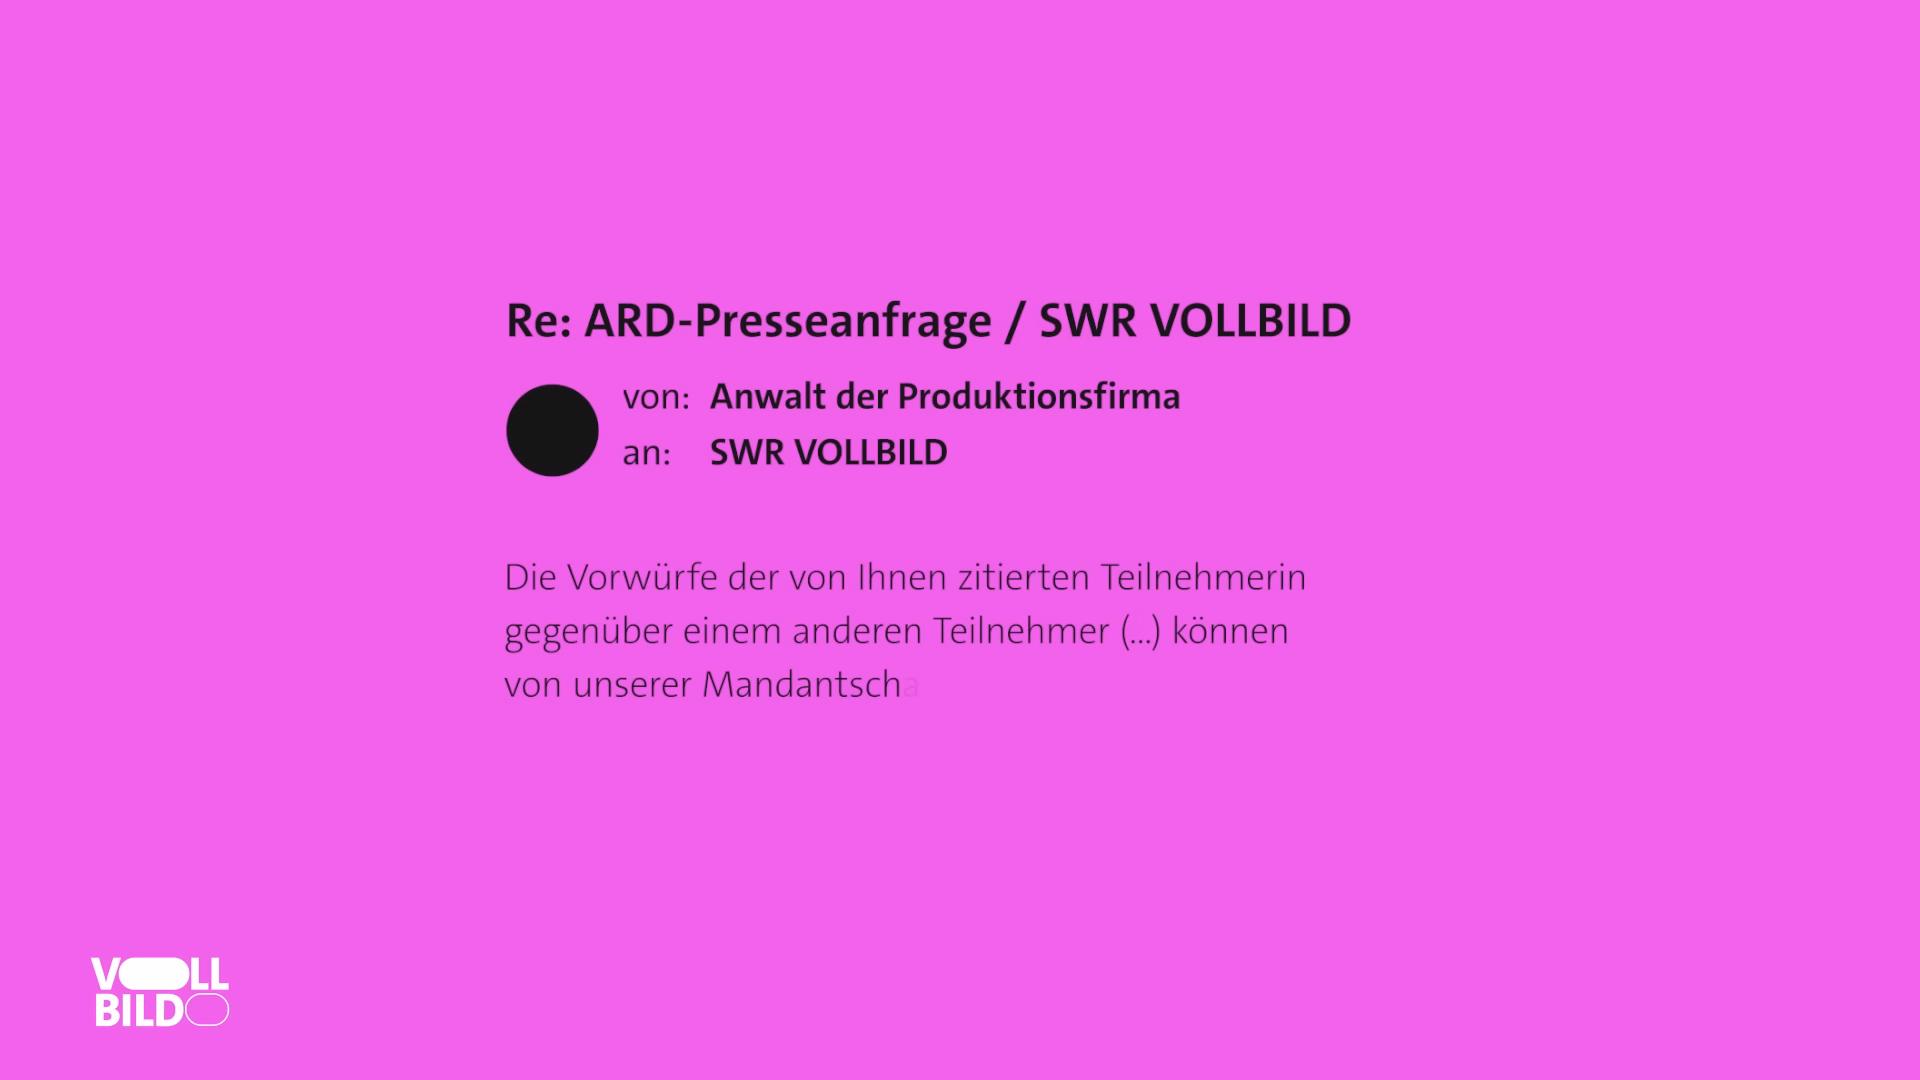 Re: ARD-Presseanfrage / SWR VOLLBILD
von: Anwalt der Produktionsfirma
an: SWR VOLLBILD
Die Vorwürfe der von Ihnen zitierten Teilnehmerin
gegenüber einem anderen Teilnehmer (...) können
von unserer Mandantscha
VOLL
BILD